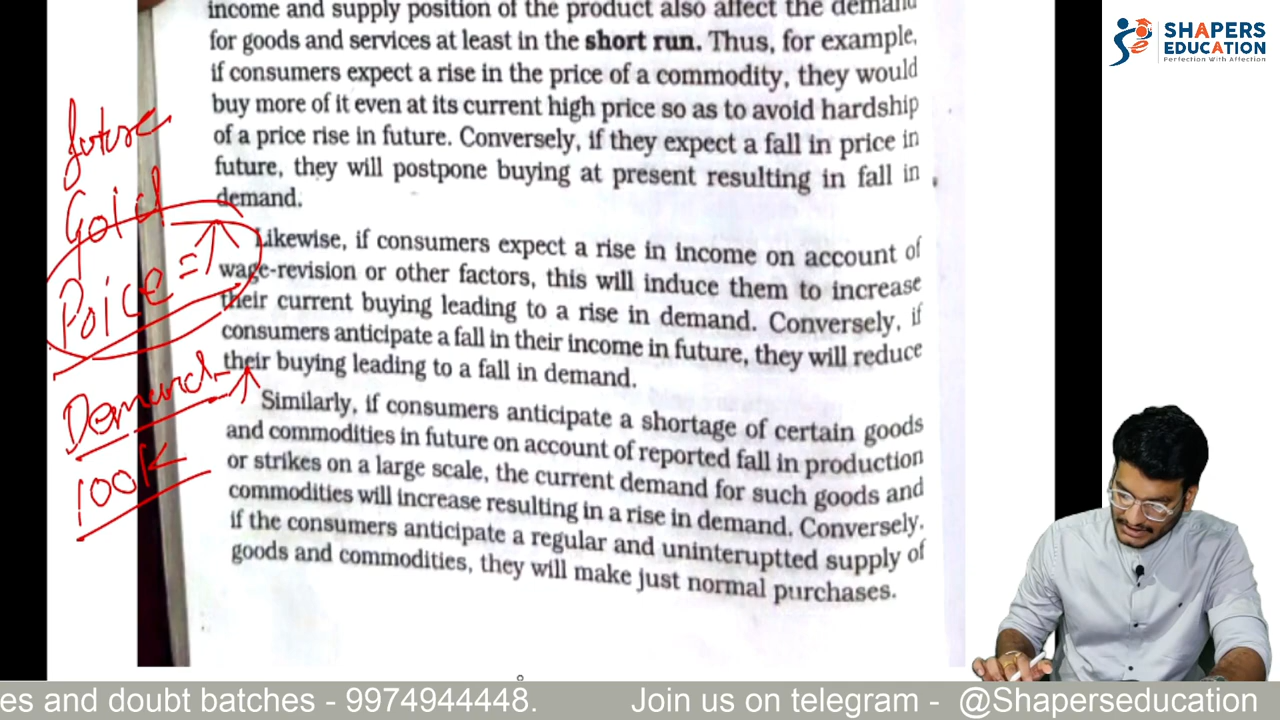 income and supply position of the product also affect the demand
for goods and services at least in the short run. Thus, for example,
if consumers expect a rise in the price of a commodity, they would
buy more of it even at its current high price so as to avoid hardship
of a price rise in future. Conversely, if they expect a fall in price in
future, they will postpone buying at present resulting in fall in
demand.
Likewise, if consumers expect a rise in income on account of
wage-revision or other factors, this will induce them to increase
their current buying leading to a rise in demand. Conversely, if
consumers anticipate a fall in their income in future, they will reduce
their buying leading to a fall in demand.
Similarly, if consumers anticipate a shortage of certain goods
and commodities in future on account of reported fall in production
or strikes on a large scale, the current demand for such goods and
commodities will increase resulting in a rise in demand. Conversely.
if the consumers anticipate a regular and uninteruptted supply of
goods and commodities, they will make just normal purchases.
future
Gold
Price = ↑
Demand ↑
100K
SHAPERS
EDUCATION
Perfection With Affection
es and doubt batches - 9974944448. Join us on telegram - @Shaperseducation